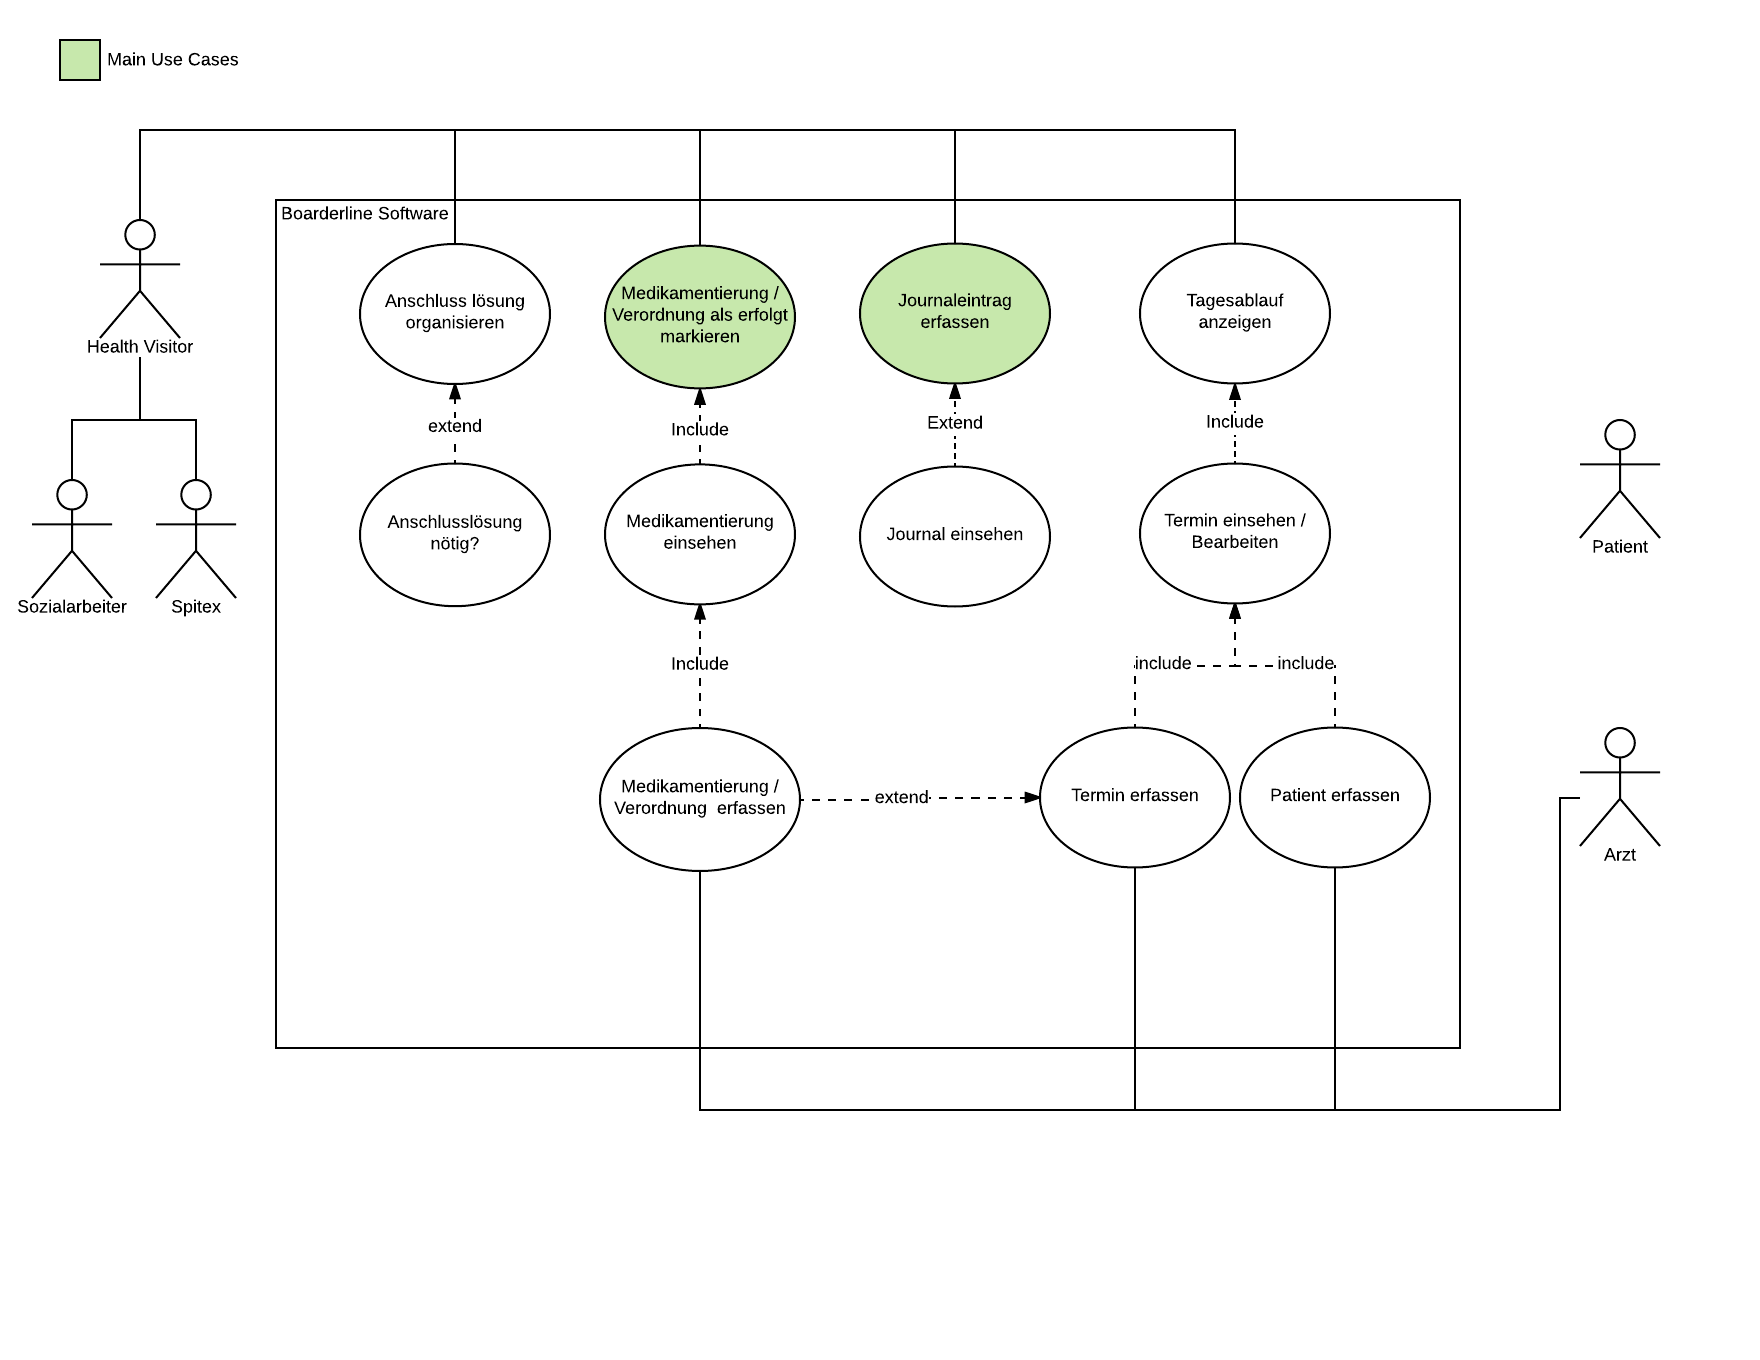 Main Use Cases
Boarderline Software
Health Visitor
Sozialarbeiter
Spitex
Anschluss lösung
organisieren
Medikamentierung /
Verordnung als erfolgt
markieren
Journaleintrag
erfassen
Tagesablauf
anzeigen
extend
Include
Extend
Include
Anschlusslösung
nötig?
Medikamentierung
einsehen
Journal einsehen
Termin einsehen /
Bearbeiten
Patient
Include
include
include
Medikamentierung /
Verordnung  erfassen
extend
Termin erfassen
Patient erfassen
Arzt